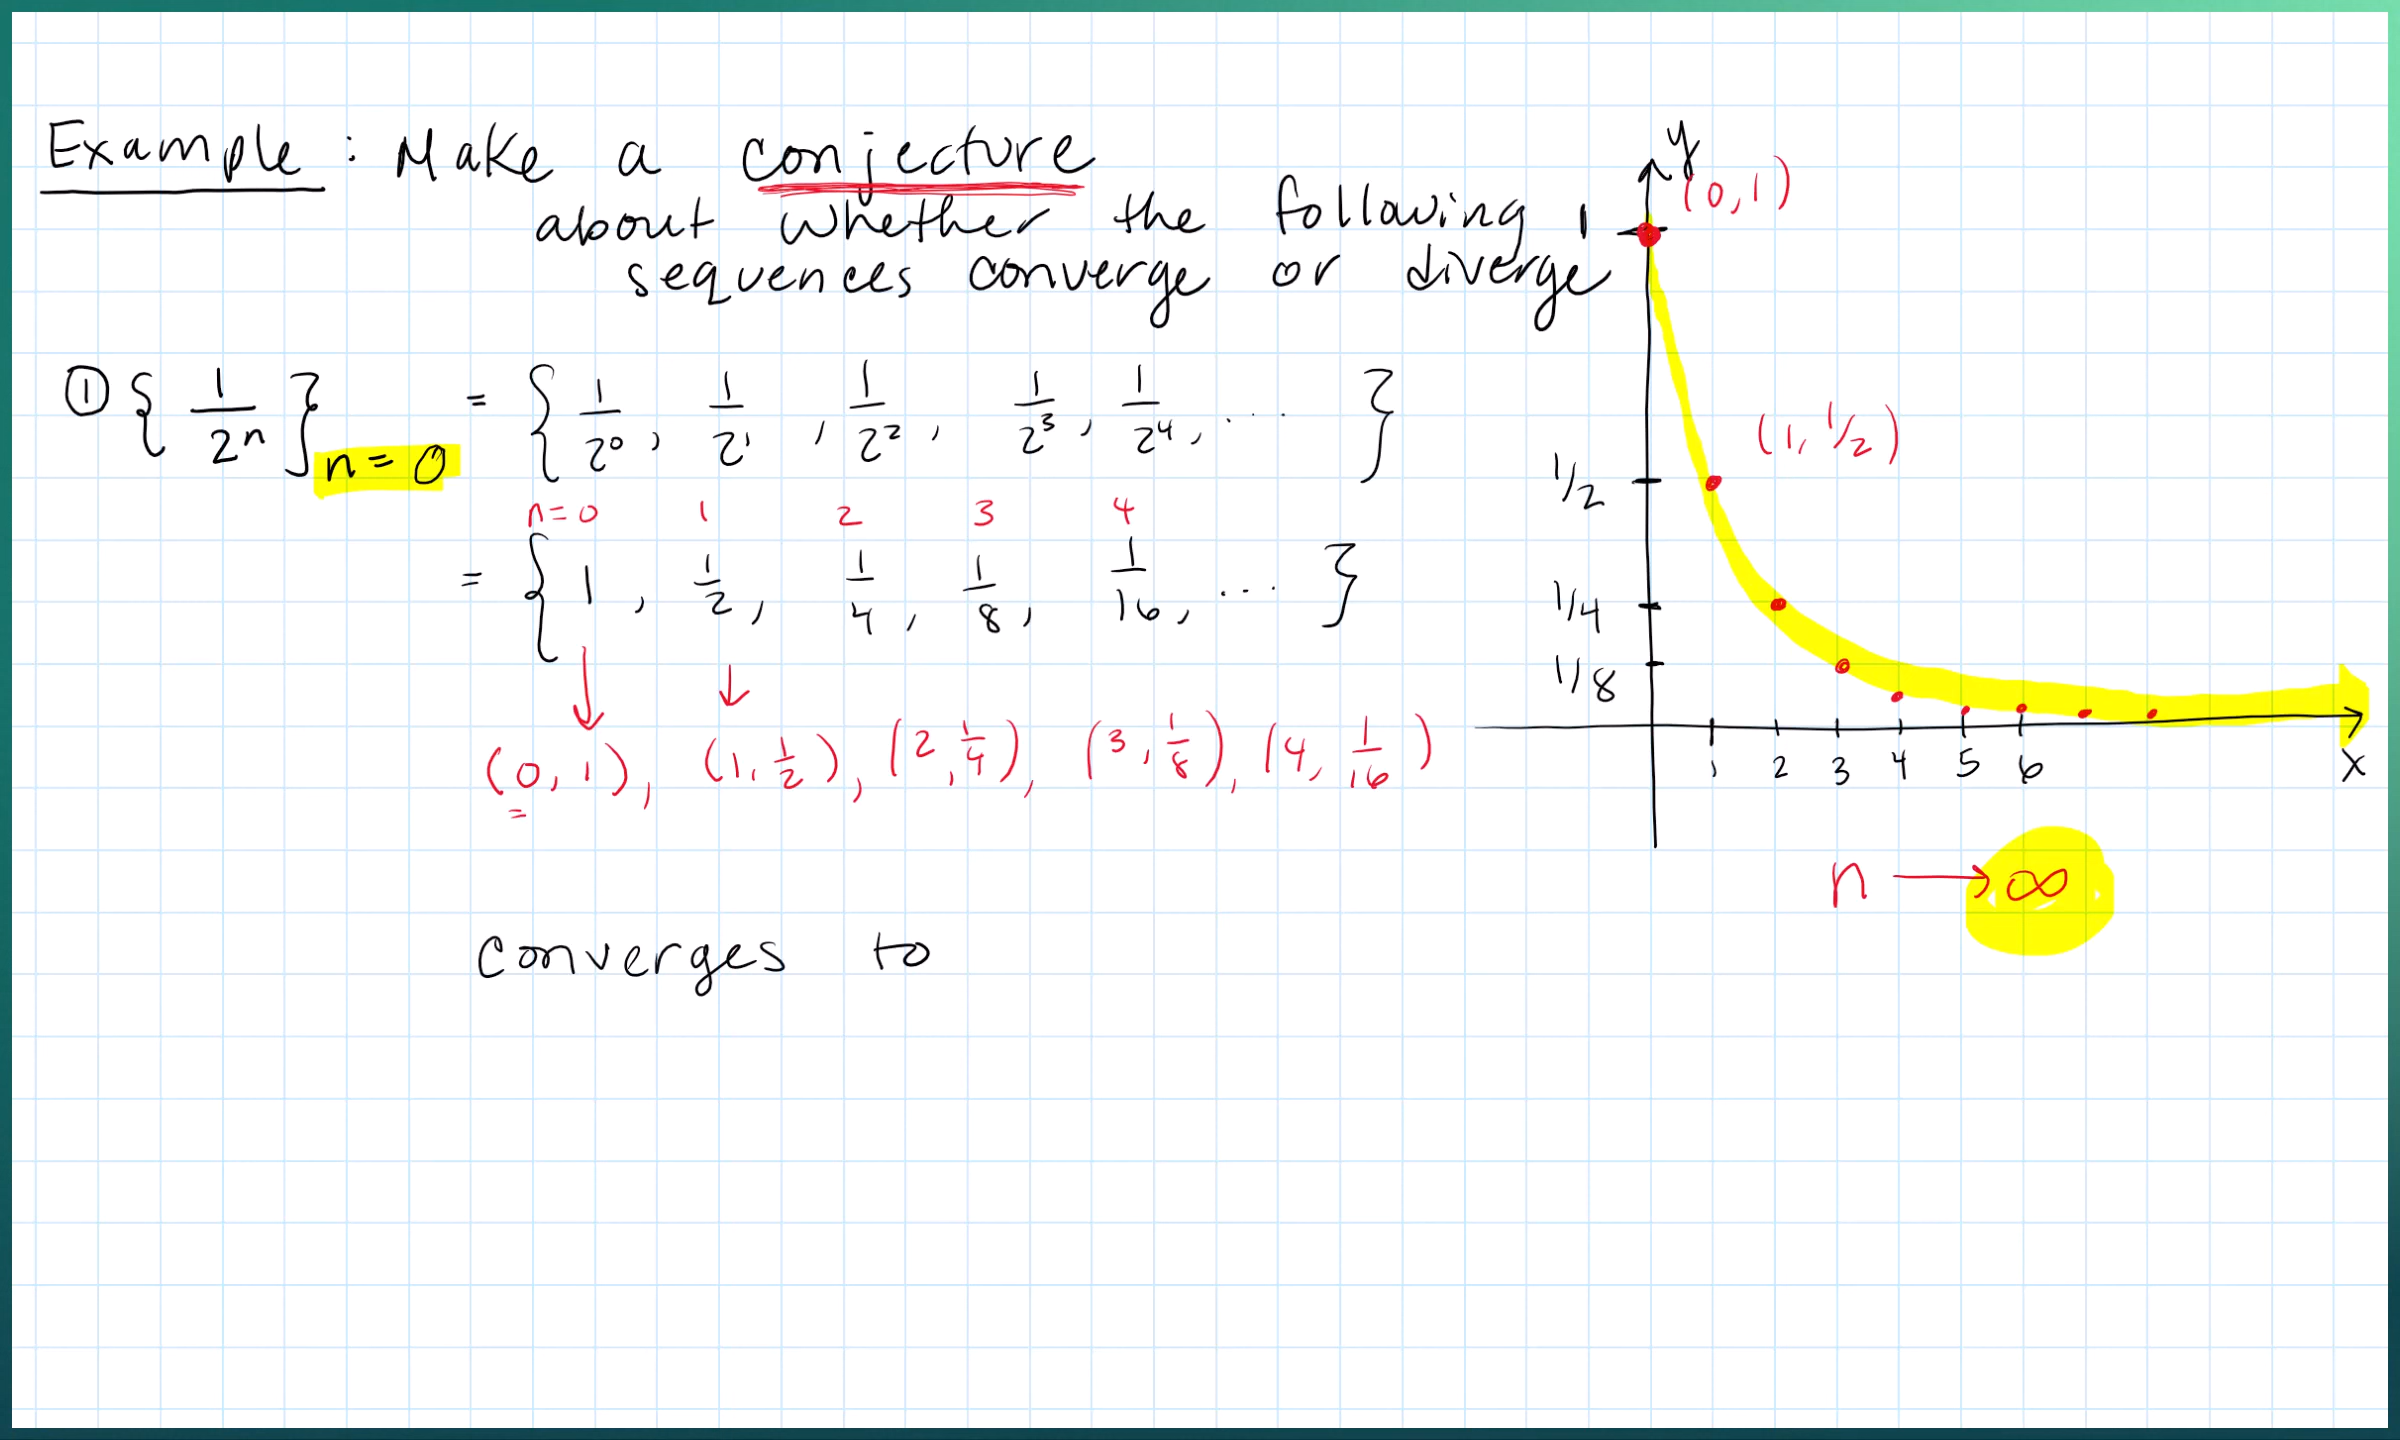 Example : Make a conjecture
about whether the following
sequences converge or diverge
① { 1/2^n }_{n=0} = { 1/2^0, 1/2^1, 1/2^2, 1/2^3, 1/2^4, ... }
n=0 1 2 3 4
= { 1, 1/2, 1/4, 1/8, 1/16, ... }
(0, 1), (1, 1/2), (2, 1/4), (3, 1/8), (4, 1/16)
converges to
y
(0,1)
1
(1, 1/2)
1/2
1/4
1/8
1 2 3 4 5 6 x
n → ∞